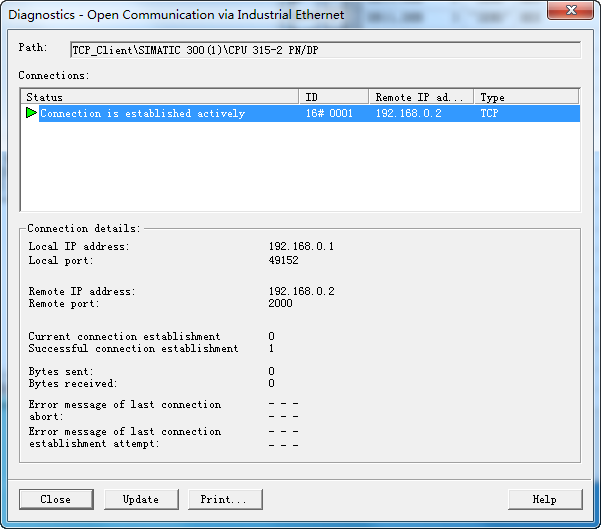 Diagnostics - Open Communication via Industrial Ethernet
Path: TCP_Client\SIMATIC 300(1)\CPU 315-2 PN/DP
Connections:
Status ID Remote IP ad... Type
Connection is established actively 16# 0001 192.168.0.2 TCP
Connection details:
Local IP address: 192.168.0.1
Local port: 49152
Remote IP address: 192.168.0.2
Remote port: 2000
Current connection establishment 0
Successful connection establishment 1
Bytes sent: 0
Bytes received: 0
Error message of last connection - - -
abort:
Error message of last connection - - -
establishment attempt:
Close Update Print... Help